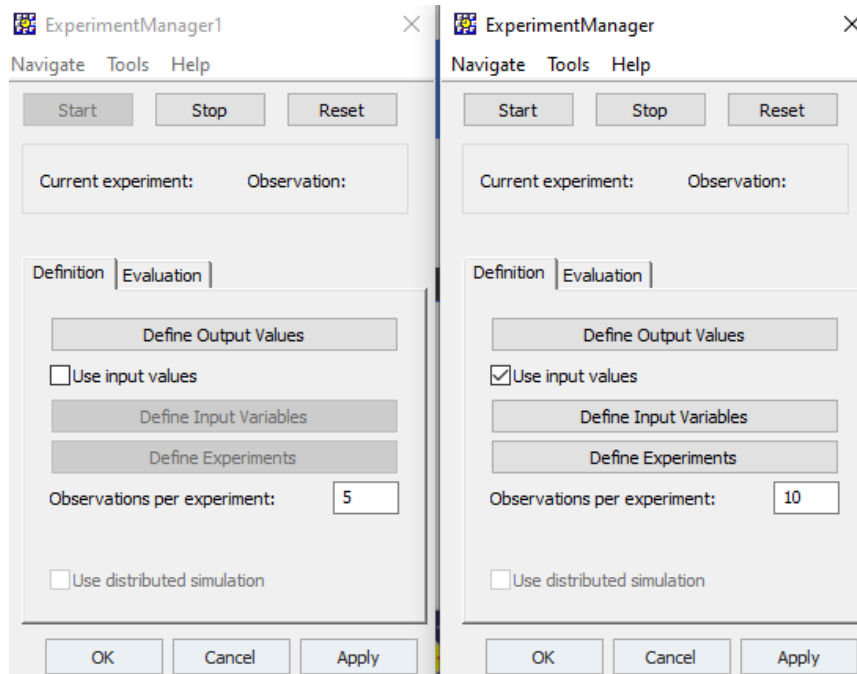 ExperimentManager1
Navigate Tools Help
Start Stop Reset
Current experiment: Observation:
Definition Evaluation
Define Output Values
Use input values
Define Input Variables
Define Experiments
Observations per experiment: 5
Use distributed simulation
OK Cancel Apply
ExperimentManager
Navigate Tools Help
Start Stop Reset
Current experiment: Observation:
Definition Evaluation
Define Output Values
Use input values
Define Input Variables
Define Experiments
Observations per experiment: 10
Use distributed simulation
OK Cancel Apply